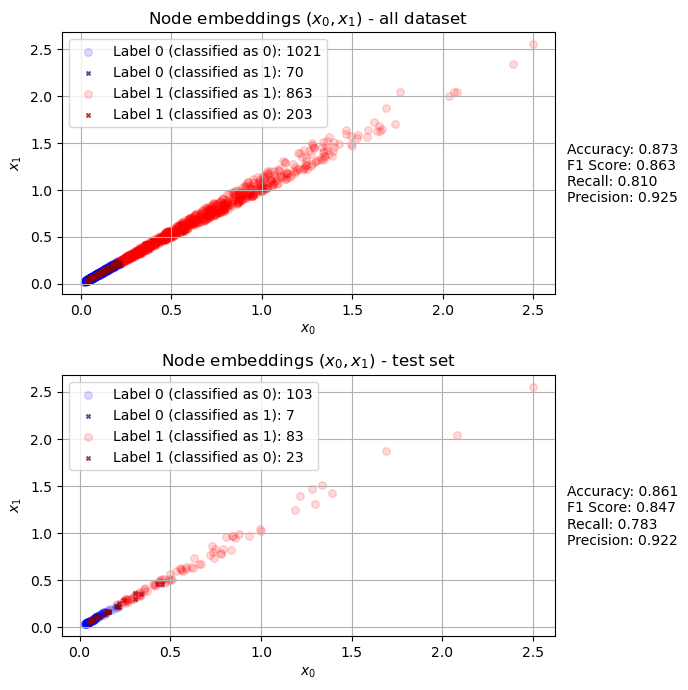 Node embeddings (x₀, x₁) - all dataset
Label 0 (classified as 0): 1021
Label 0 (classified as 1): 70
Label 1 (classified as 1): 863
Label 1 (classified as 0): 203
2.5
2.0
1.5
1.0
0.5
0.0
x₁
0.0 0.5 1.0 1.5 2.0 2.5
x₀
Accuracy: 0.873
F1 Score: 0.863
Recall: 0.810
Precision: 0.925
Node embeddings (x₀, x₁) - test set
Label 0 (classified as 0): 103
Label 0 (classified as 1): 7
Label 1 (classified as 1): 83
Label 1 (classified as 0): 23
2.5
2.0
1.5
1.0
0.5
0.0
x₁
0.0 0.5 1.0 1.5 2.0 2.5
x₀
Accuracy: 0.861
F1 Score: 0.847
Recall: 0.783
Precision: 0.922